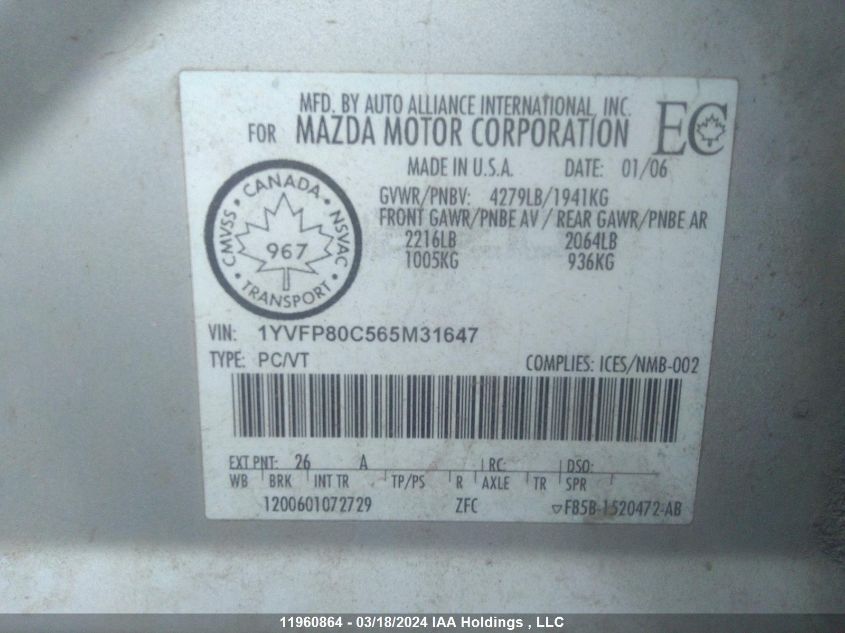 MFD. BY AUTO ALLIANCE INTERNATIONAL, INC.
FOR MAZDA MOTOR CORPORATION EC
MADE IN U.S.A. DATE: 01/06
GVWR/PNBV: 4279LB/1941KG
FRONT GAWR/PNBE AV / REAR GAWR/PNBE AR
2216LB 2064LB
1005KG 936KG
CANADA
CMVSS 967 NSVAC
TRANSPORT
VIN: 1YVFP80C565M31647
TYPE: PC/VT COMPLIES: ICES/NMB-002
EXT PNT: 26 A RC: DSO:
WB BRK INT TR TP/PS R AXLE TR SPR
1200601072729 ZFC ▽FB5B-1520472-AB
11960864 - 03/18/2024 IAA Holdings , LLC